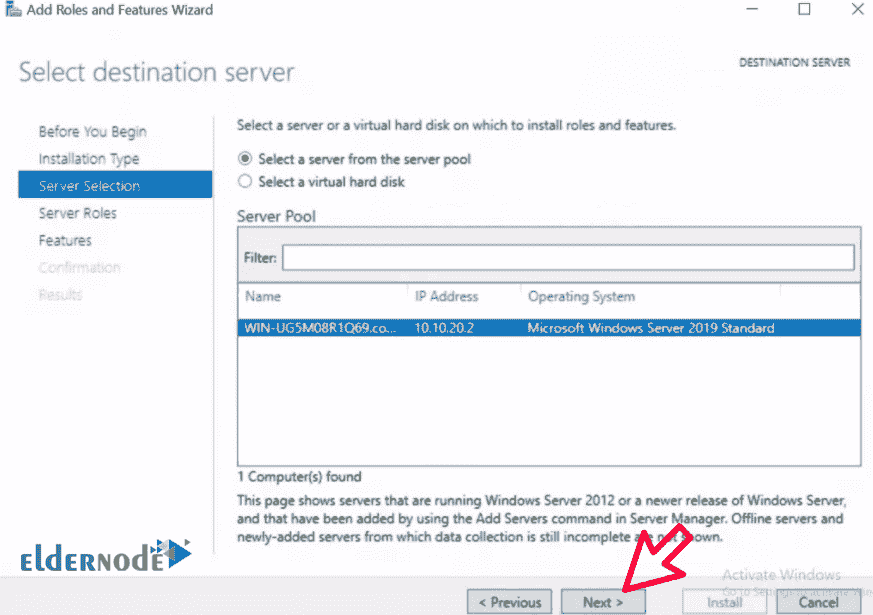 Add Roles and Features Wizard
Select destination server
DESTINATION SERVER
Before You Begin
Installation Type
Server Selection
Server Roles
Features
Confirmation
Results
Select a server or a virtual hard disk on which to install roles and features.
Select a server from the server pool
Select a virtual hard disk
Server Pool
Filter:
Name IP Address Operating System
WIN-UG5M08R1Q69.co... 10.10.20.2 Microsoft Windows Server 2019 Standard
1 Computer(s) found
This page shows servers that are running Windows Server 2012 or a newer release of Windows Server,
and that have been added by using the Add Servers command in Server Manager. Offline servers and
newly-added servers from which data collection is still incomplete are not shown.
eldernode
Activate Windows
Go to Settings to activate
< Previous Next > Install Cancel